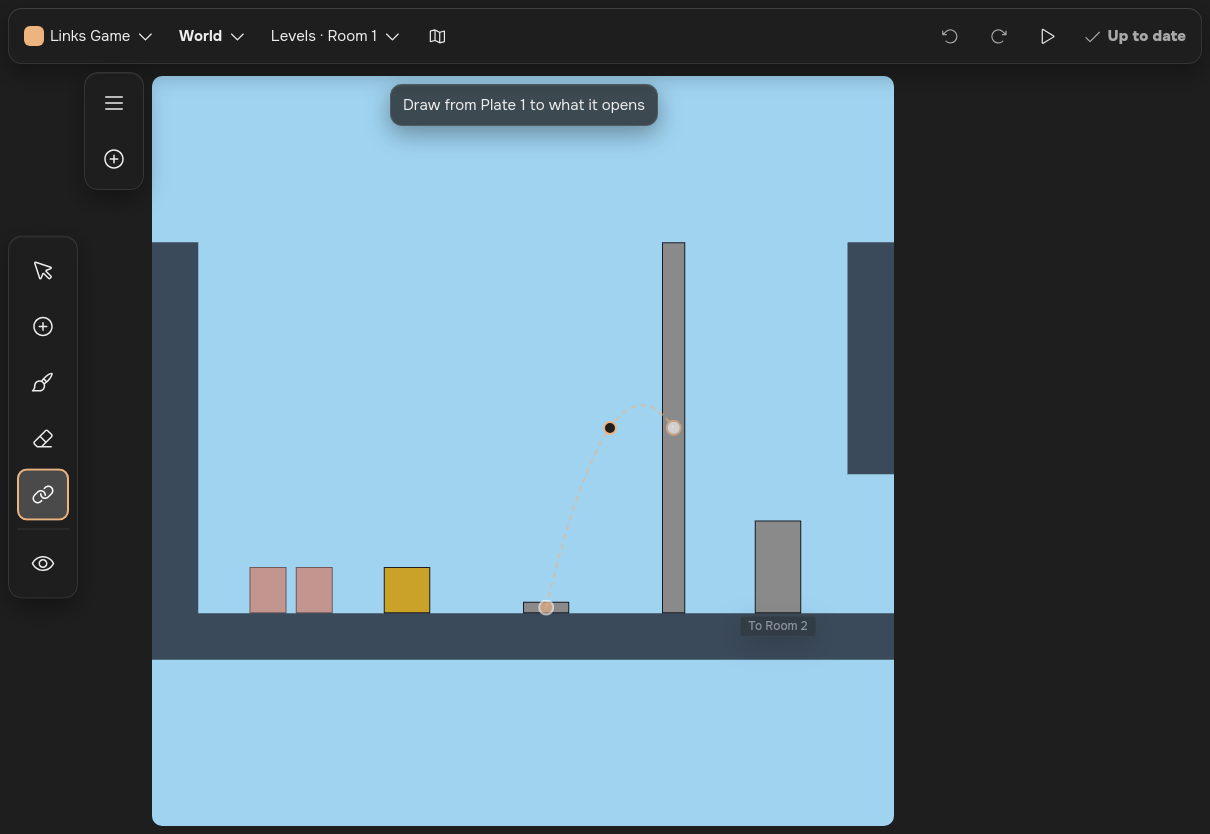 Links Game World Levels · Room 1 Up to date
Draw from Plate 1 to what it opens
To Room 2